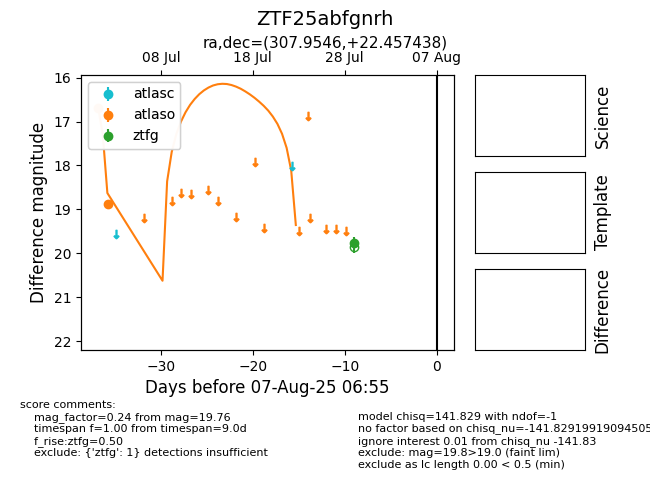 ZTF25abfgnrh
ra,dec=(307.9546,+22.457438)
08 Jul 18 Jul 28 Jul 07 Aug
16
17
18
19
20
21
22
Difference magnitude
atlasc
atlaso
ztfg
−30 −20 −10 0
Days before 07-Aug-25 06:55
Science
Template
Difference
score comments:
mag_factor=0.24 from mag=19.76
timespan f=1.00 from timespan=9.0d
f_rise:ztfg=0.50
exclude: {'ztfg': 1} detections insufficient
model chisq=141.829 with ndof=-1
no factor based on chisq_nu=-141.82919919094505
ignore interest 0.01 from chisq_nu -141.83
exclude: mag=19.8>19.0 (faint lim)
exclude as lc length 0.00 < 0.5 (min)